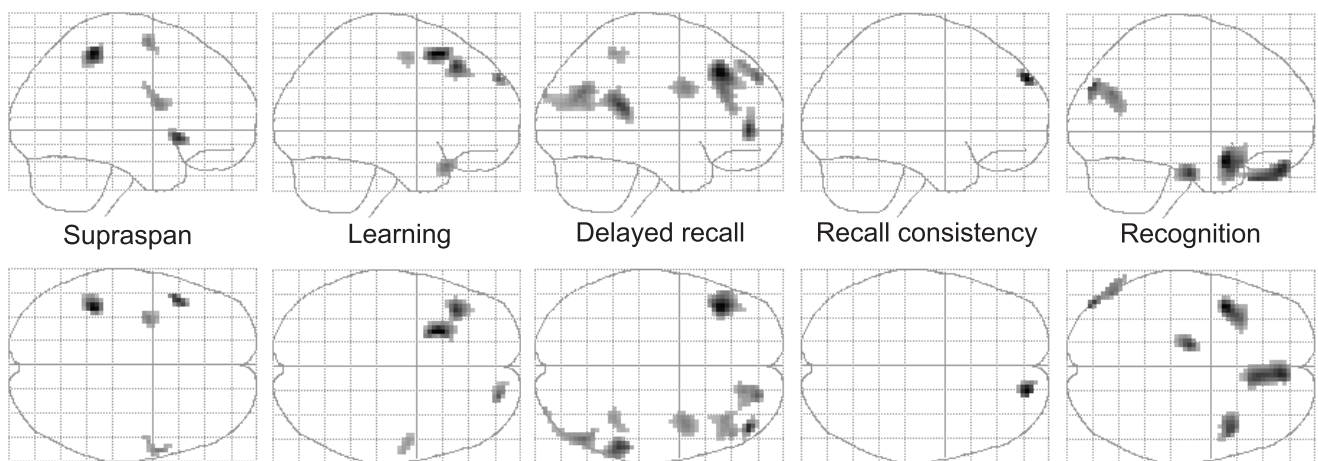 Supraspan
Learning
Delayed recall
Recall consistency
Recognition